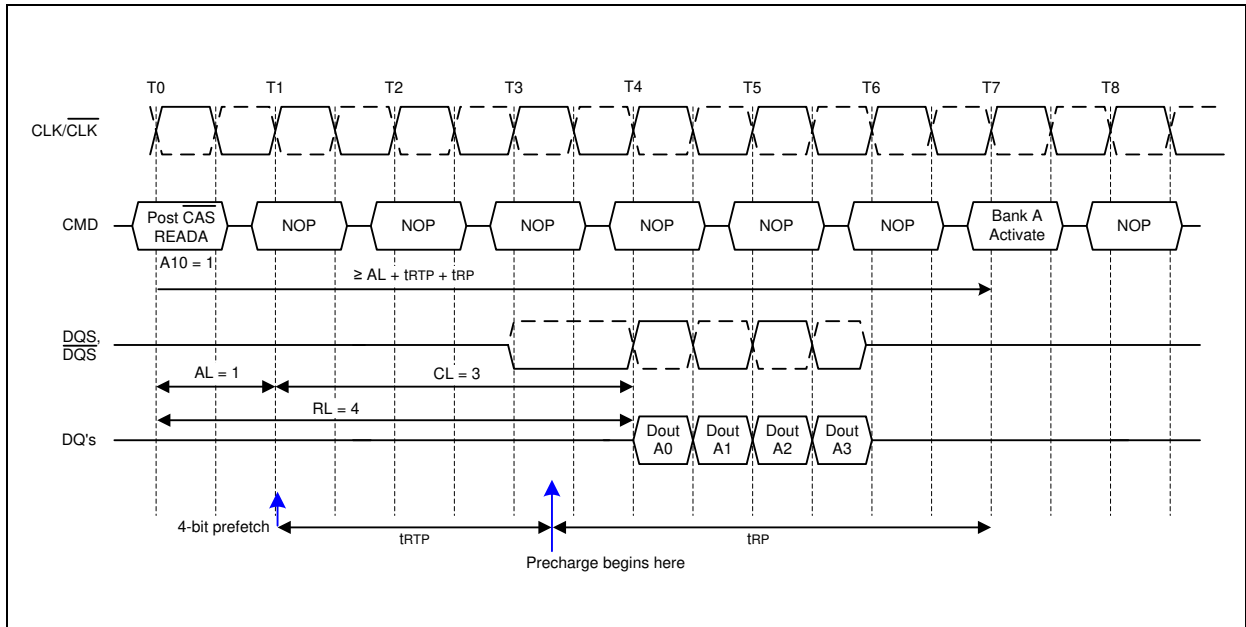 T0 T1 T2 T3 T4 T5 T6 T7 T8
CLK/CLK
CMD
Post CAS
READA
NOP NOP NOP NOP NOP NOP
Bank A
Activate
NOP
A10 = 1
≥ AL + tRTP + tRP
DQS,
DQS
AL = 1
CL = 3
RL = 4
DQ's
Dout
A0
Dout
A1
Dout
A2
Dout
A3
4-bit prefetch
tRTP
tRP
Precharge begins here